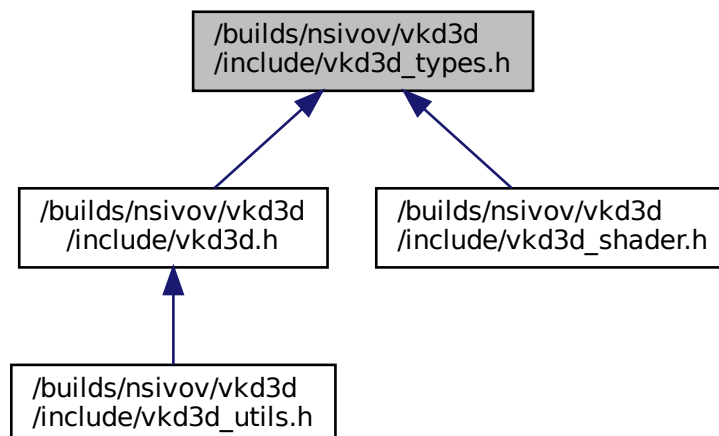 /builds/nsivov/vkd3d
/include/vkd3d_types.h
/builds/nsivov/vkd3d
/include/vkd3d.h
/builds/nsivov/vkd3d
/include/vkd3d_shader.h
/builds/nsivov/vkd3d
/include/vkd3d_utils.h